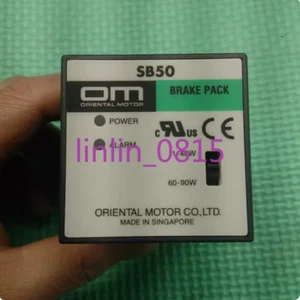 SB50
OM
ORIENTAL MOTOR
BRAKE PACK
POWER
ALARM
C UL US CE
linlin_0815
60-90W
ORIENTAL MOTOR CO.,LTD.
MADE IN SINGAPORE